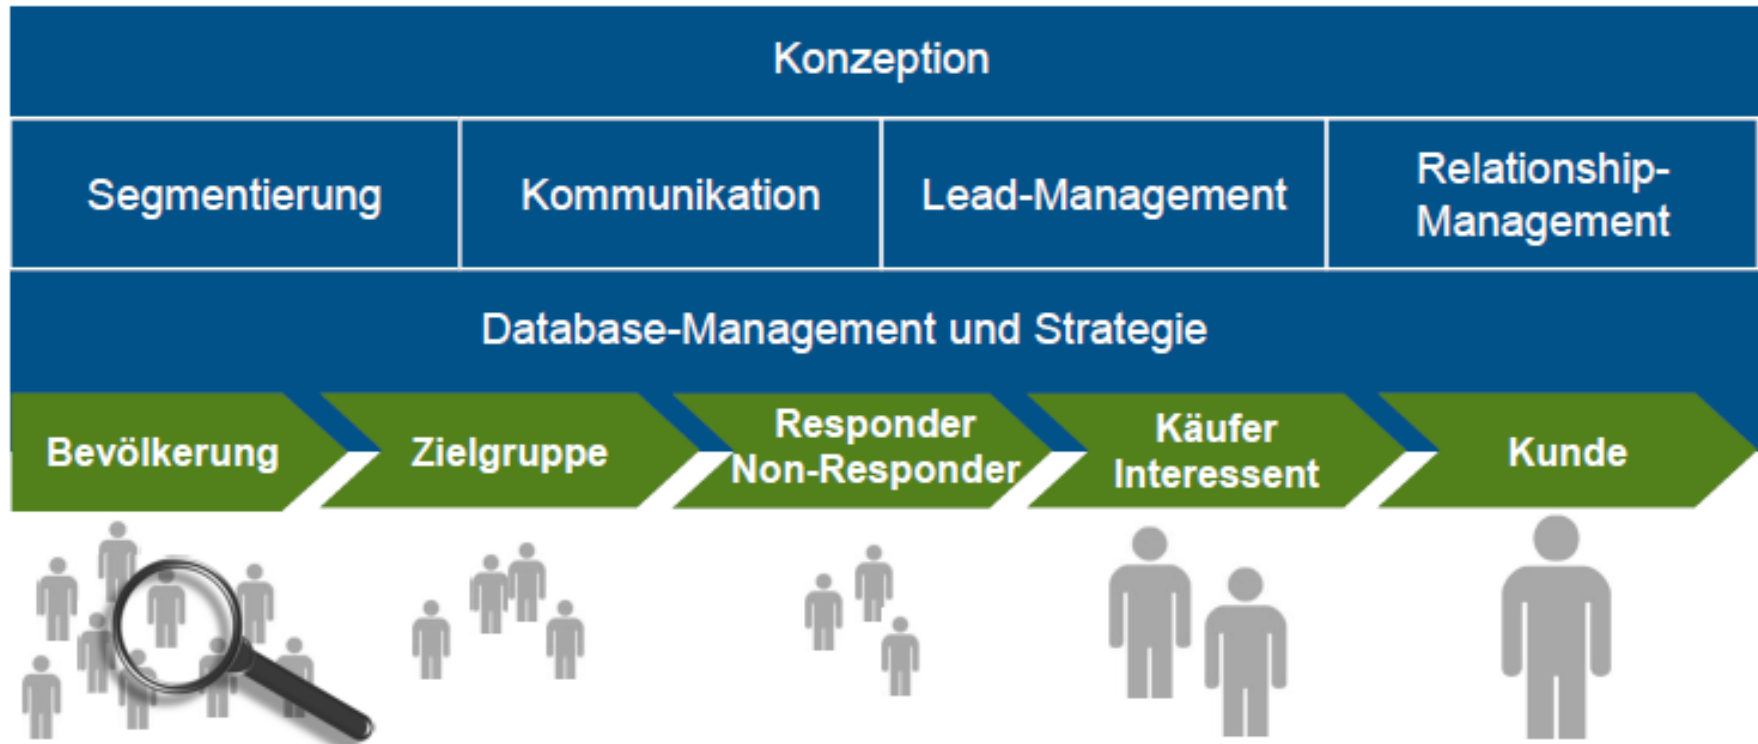 Konzeption
Segmentierung
Kommunikation
Lead-Management
Relationship-
Management
Database-Management und Strategie
Bevölkerung
Zielgruppe
Responder
Non-Responder
Käufer
Interessent
Kunde